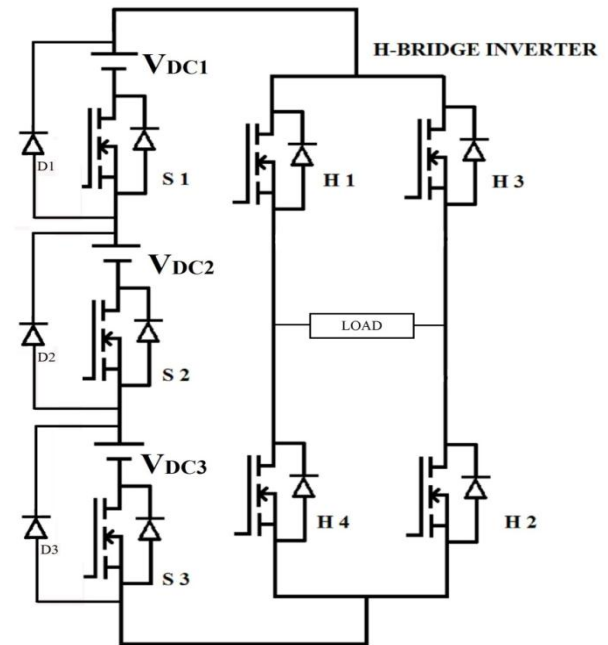 H-BRIDGE INVERTER
VDC1
D1
S 1
H 1
H 3
VDC2
D2
S 2
LOAD
VDC3
D3
S 3
H 4
H 2